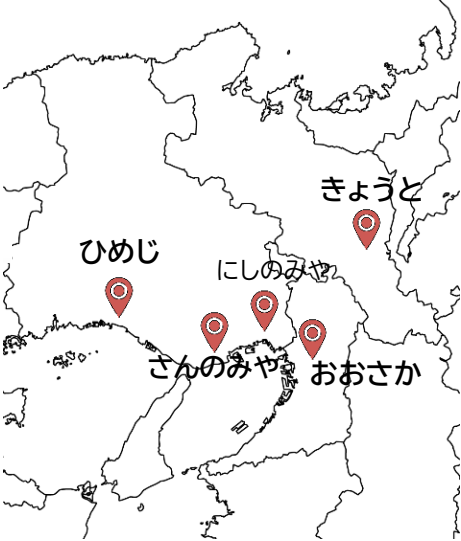 きょうと
ひめじ
にしのみや
さんのみや
おおさか